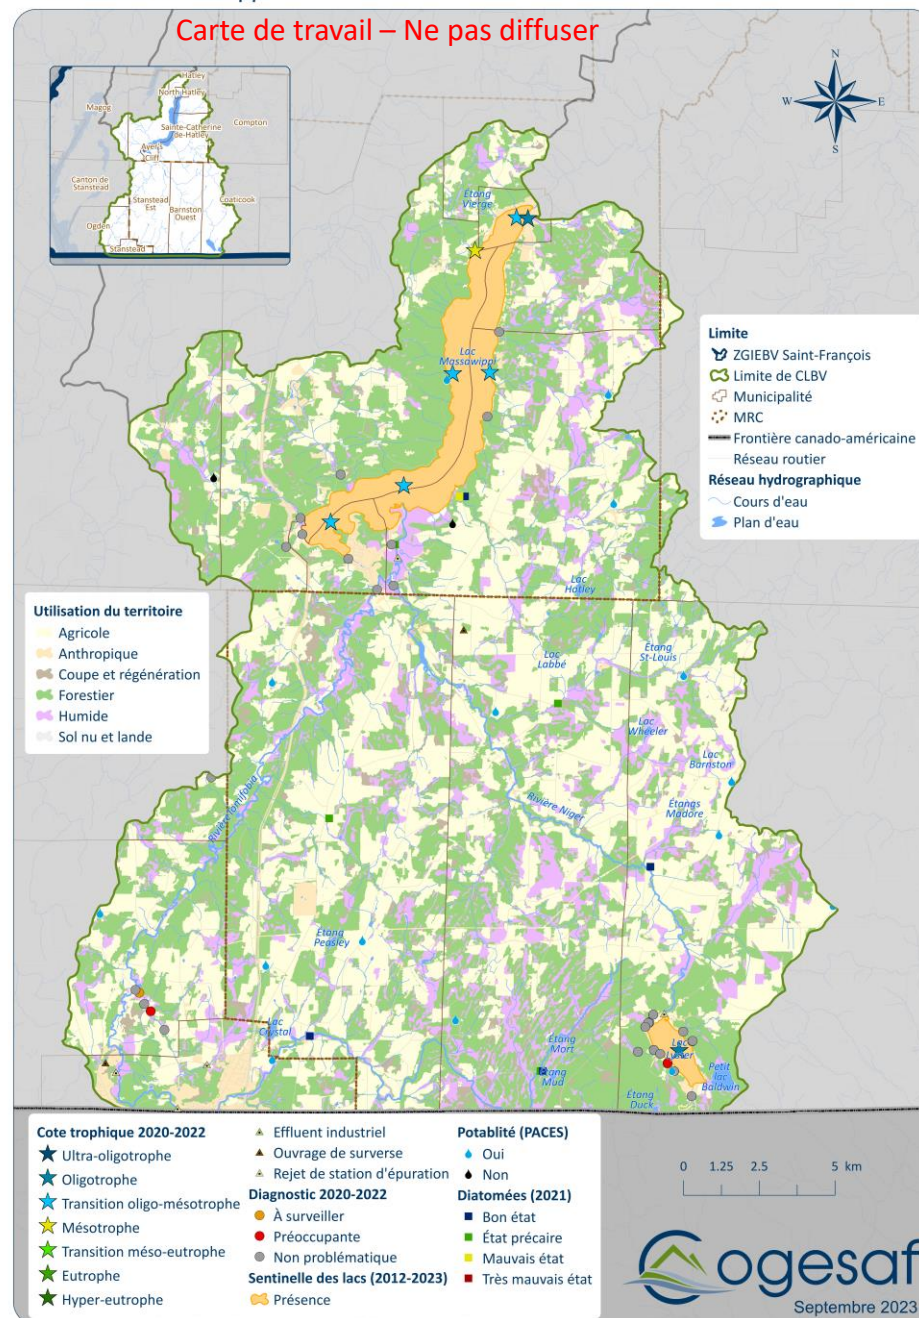 Carte de travail – Ne pas diffuser
Hatley
North Hatley
Magog
Sainte-Catherine
de-Hatley
Compton
Ayer's
Cliff
Canton de
Stanstead
Stanstead
Est
Barnston
Ouest
Coaticook
Ogden
Stanstead
N
W
E
S
Étang
Vierge
Lac
Massawippi
Limite
ZGIEBV Saint-François
Limite de CLBV
Municipalité
MRC
Frontière canado-américaine
Réseau routier
Réseau hydrographique
Cours d'eau
Plan d'eau
Lac
Hatley
Utilisation du territoire
Agricole
Anthropique
Coupe et régénération
Forestier
Humide
Sol nu et lande
Lac
Labbé
Étang
St-Louis
Lac
Wheeler
Lac
Barnston
Étangs
Madore
Rivière Tomifobia
Rivière Niger
Étang
Peasley
Lac
Crystal
Étang
Mort
Étang
Mud
Lac
Lyster
Petit
lac
Baldwin
Étang
Duck
Cote trophique 2020-2022
Ultra-oligotrophe
Oligotrophe
Transition oligo-mésotrophe
Mésotrophe
Transition méso-eutrophe
Eutrophe
Hyper-eutrophe
Effluent industriel
Ouvrage de surverse
Rejet de station d'épuration
Diagnostic 2020-2022
À surveiller
Préoccupante
Non problématique
Sentinelle des lacs (2012-2023)
Présence
Potablité (PACES)
Oui
Non
Diatomées (2021)
Bon état
État précaire
Mauvais état
Très mauvais état
0 1.25 2.5 5 km
Cogesaf
Septembre 2023